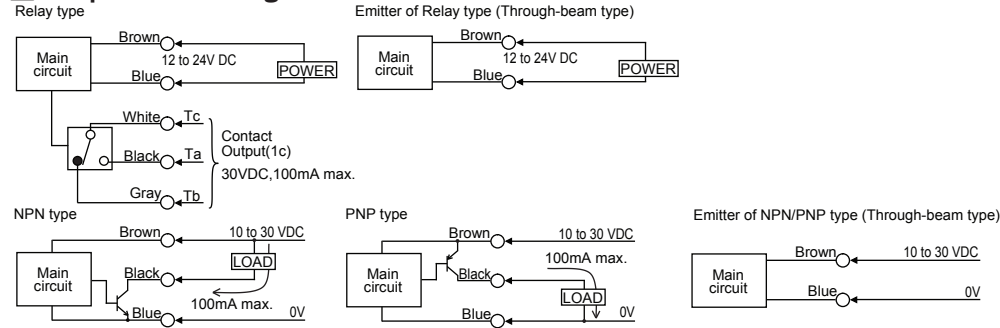 Relay type
Brown
Main
circuit
12 to 24V DC
POWER
Blue
White
Tc
Contact
Output(1c)
Black
Ta
30VDC,100mA max.
Gray
Tb
Emitter of Relay type (Through-beam type)
Brown
Main
circuit
12 to 24V DC
POWER
Blue
NPN type
Brown
10 to 30 VDC
LOAD
Main
circuit
Black
100mA max.
Blue
0V
PNP type
Brown
10 to 30 VDC
100mA max.
Main
circuit
Black
LOAD
Blue
0V
Emitter of NPN/PNP type (Through-beam type)
Brown
10 to 30 VDC
Main
circuit
Blue
0V